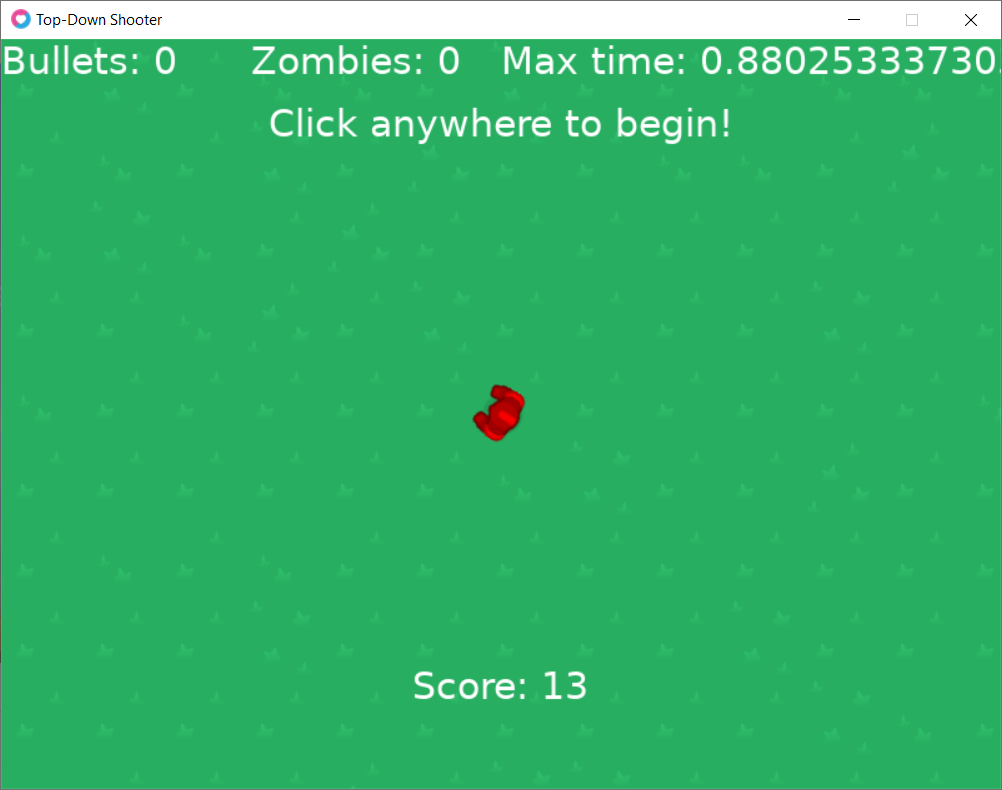 Top-Down Shooter
Bullets: 0 Zombies: 0 Max time: 0.88025333730
Click anywhere to begin!
Score: 13